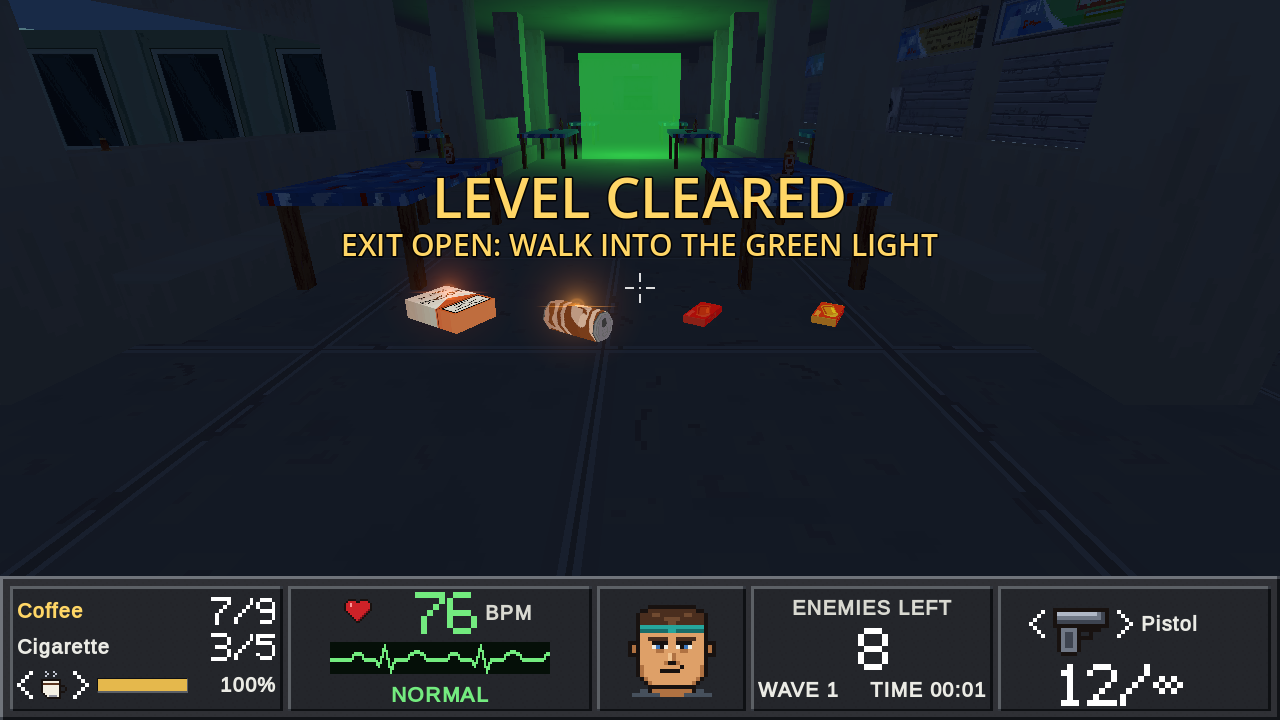 LEVEL CLEARED
EXIT OPEN: WALK INTO THE GREEN LIGHT
Coffee 7/9
Cigarette 3/5
100%
76 BPM
NORMAL
ENEMIES LEFT
8
WAVE 1 TIME 00:01
Pistol
12/∞